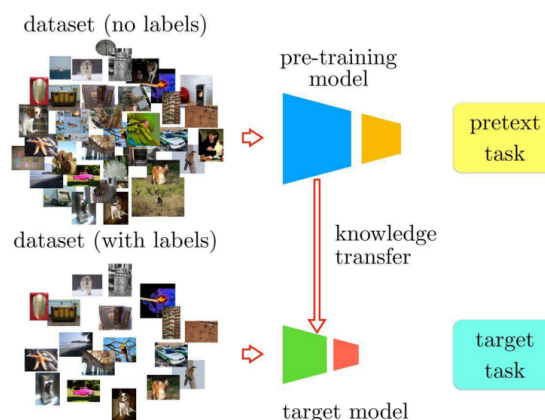 dataset (no labels)
pre-training
model
pretext
task
dataset (with labels)
knowledge
transfer
target
task
target model